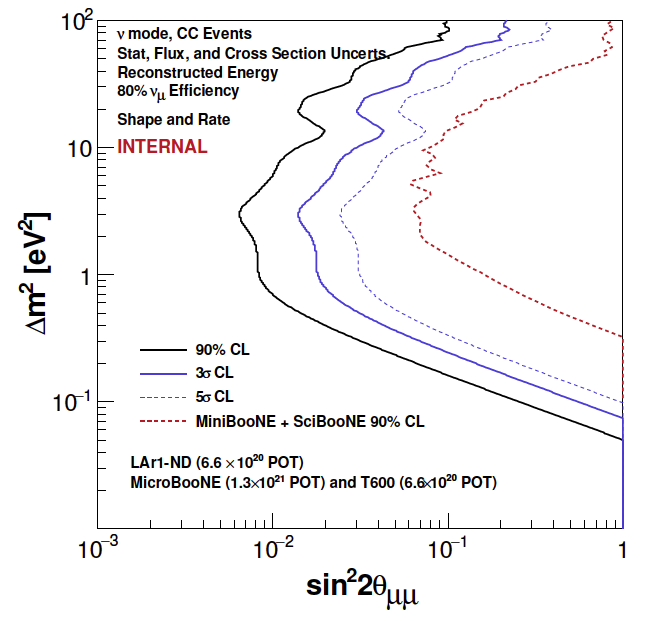 ν mode, CC Events
Stat, Flux, and Cross Section Uncerts.
Reconstructed Energy
80% νμ Efficiency
Shape and Rate
INTERNAL
10²
10
1
10⁻¹
Δm² [eV²]
90% CL
3σ CL
5σ CL
MiniBooNE + SciBooNE 90% CL
LAr1-ND (6.6 × 10²⁰ POT)
MicroBooNE (1.3×10²¹ POT) and T600 (6.6×10²⁰ POT)
10⁻³ 10⁻² 10⁻¹ 1
sin²2θμμ